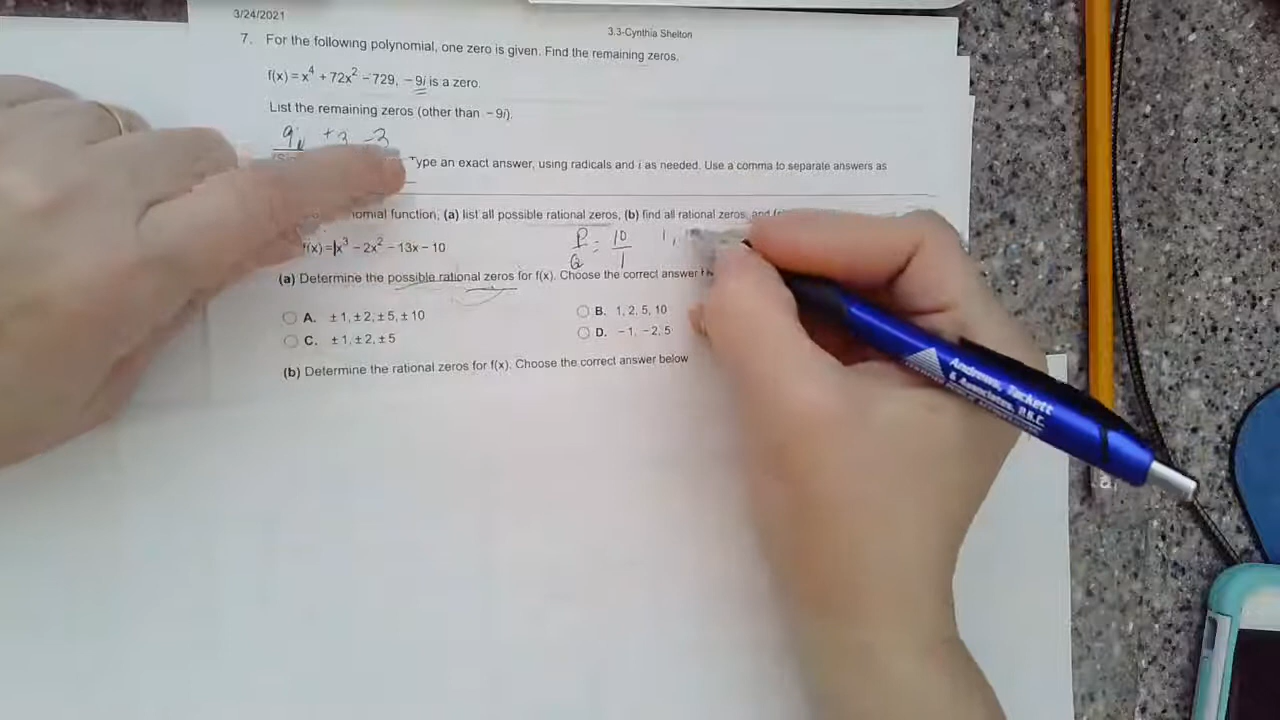 3/24/2021
3.3-Cynthia Shelton
7. For the following polynomial, one zero is given. Find the remaining zeros.
f(x) = x⁴ + 72x² − 729, −9i is a zero.
List the remaining zeros (other than −9i).
9i, +3 -3
Type an exact answer, using radicals and i as needed. Use a comma to separate answers as
function, (a) list all possible rational zeros, (b) find all rational zeros, and
f(x) = x³ − 2x² − 13x − 10
P/Q = 10/1 1,
(a) Determine the possible rational zeros for f(x). Choose the correct answer
A. ±1, ±2, ±5, ±10
B. 1, 2, 5, 10
C. ±1, ±2, ±5
D. −1, −2, 5
(b) Determine the rational zeros for f(x). Choose the correct answer below
Andrews, Tackett
& Associates, P.S.C.